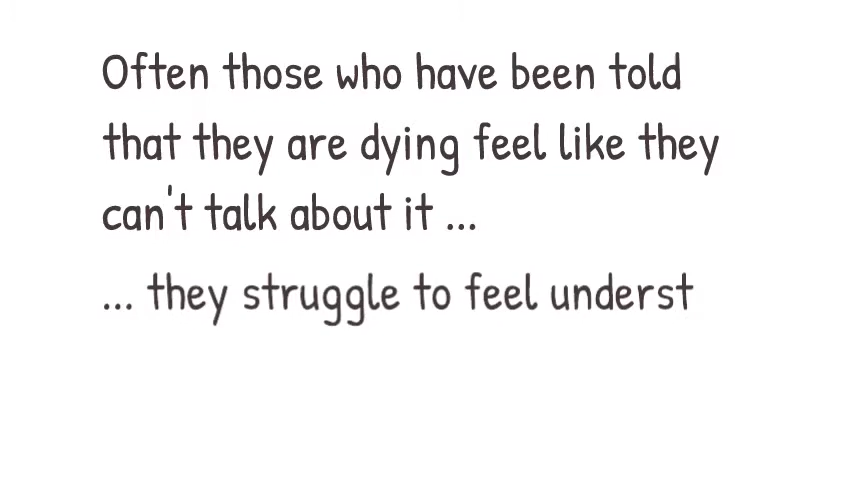 Often those who have been told
that they are dying feel like they
can't talk about it ...
... they struggle to feel underst